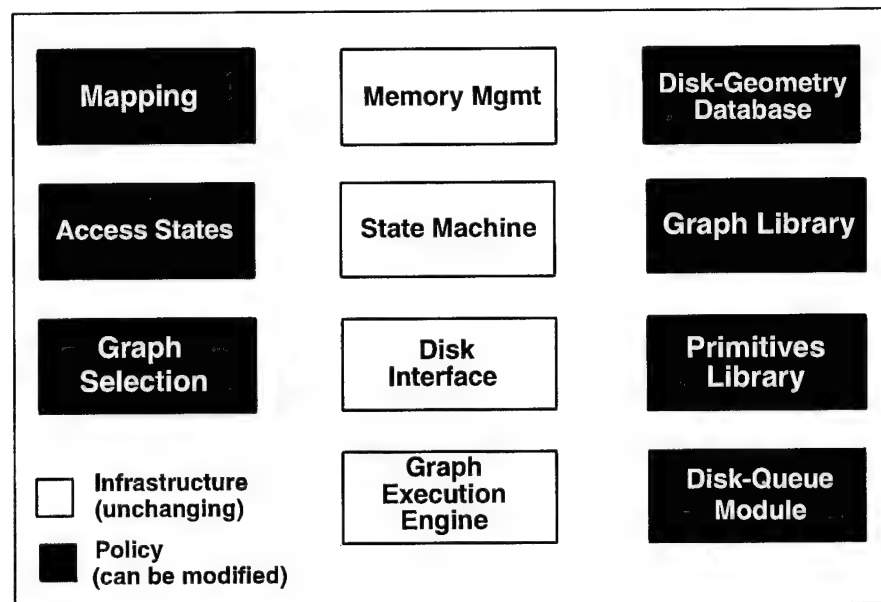 Mapping
Memory Mgmt
Disk-Geometry
Database
Access States
State Machine
Graph Library
Graph
Selection
Disk
Interface
Primitives
Library
Graph
Execution
Engine
Disk-Queue
Module
Infrastructure
(unchanging)
Policy
(can be modified)